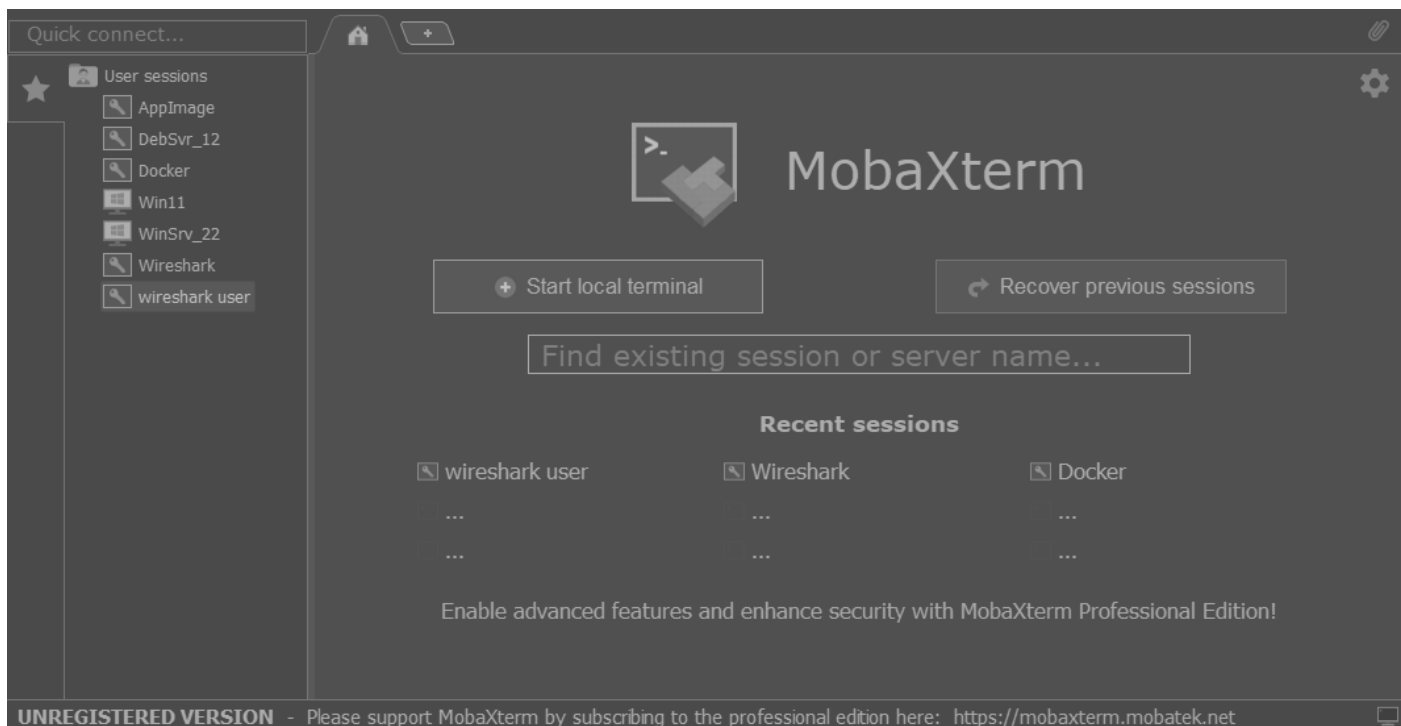 Quick connect...
User sessions
AppImage
DebSvr_12
Docker
Win11
WinSrv_22
Wireshark
wireshark user
>_
MobaXterm
Start local terminal
Recover previous sessions
Find existing session or server name...
Recent sessions
wireshark user
Wireshark
Docker
...
...
...
...
...
...
Enable advanced features and enhance security with MobaXterm Professional Edition!
UNREGISTERED VERSION - Please support MobaXterm by subscribing to the professional edition here: https://mobaxterm.mobatek.net